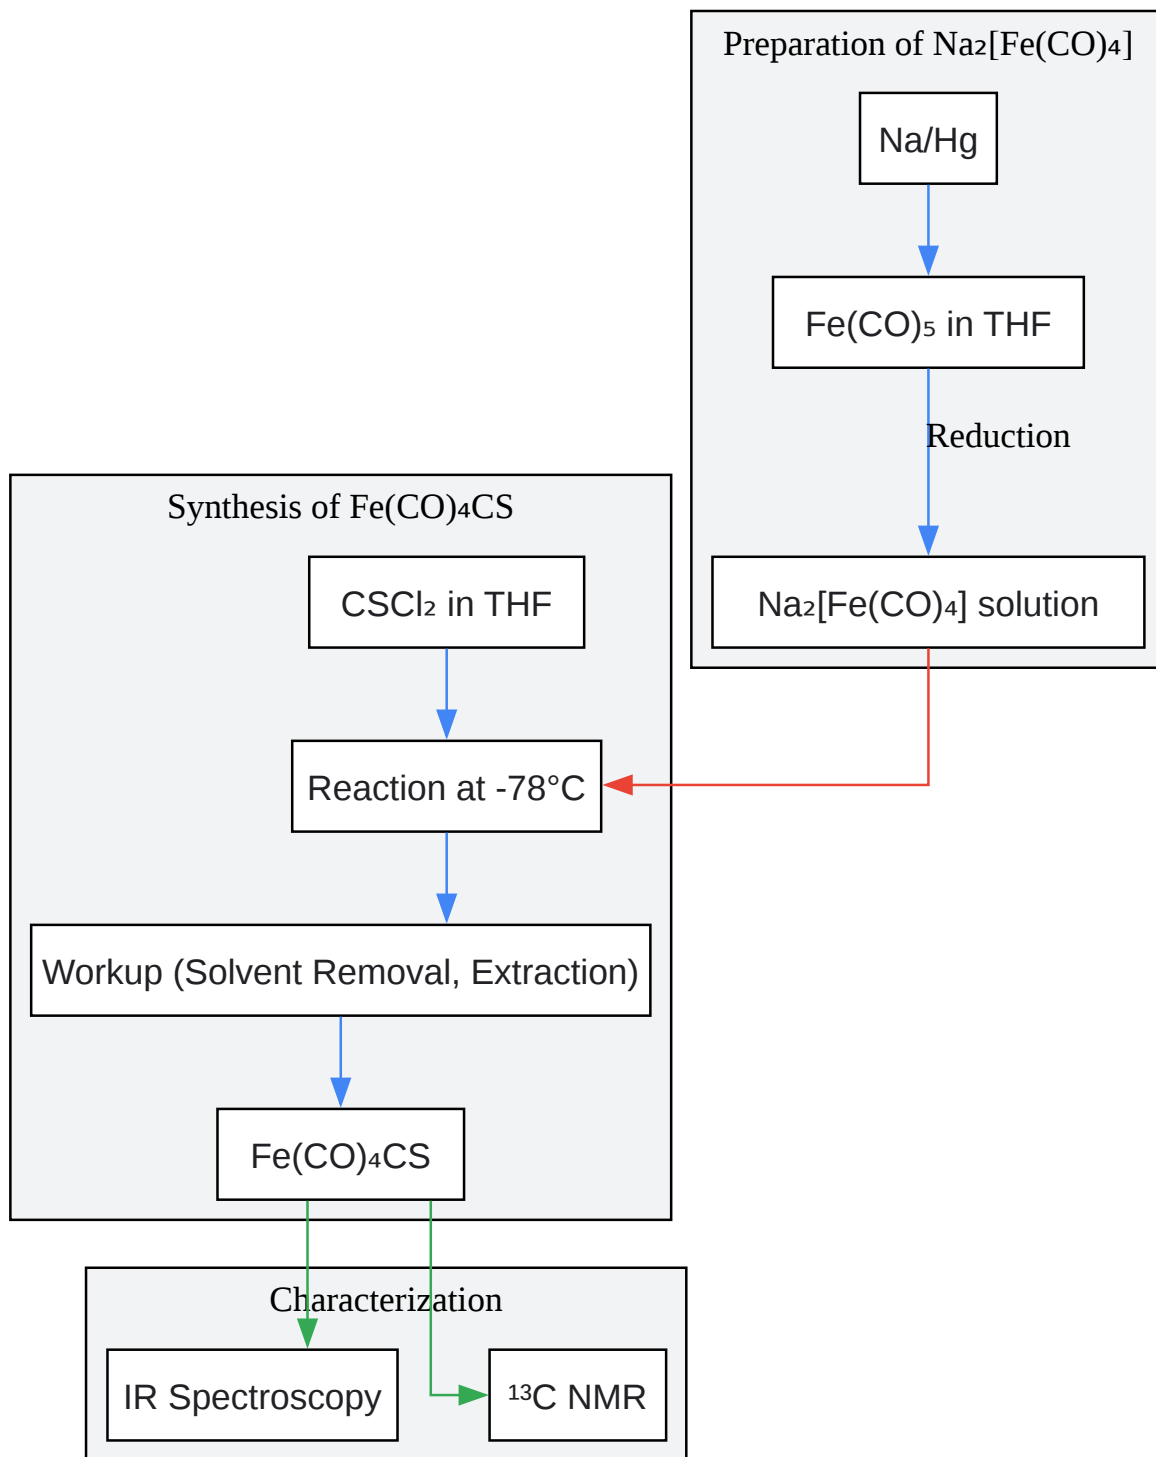 Preparation of Na₂[Fe(CO)₄]
Na/Hg
Fe(CO)₅ in THF
Reduction
Na₂[Fe(CO)₄] solution
Synthesis of Fe(CO)₄CS
CSCl₂ in THF
Reaction at -78°C
Workup (Solvent Removal, Extraction)
Fe(CO)₄CS
Characterization
IR Spectroscopy
¹³C NMR